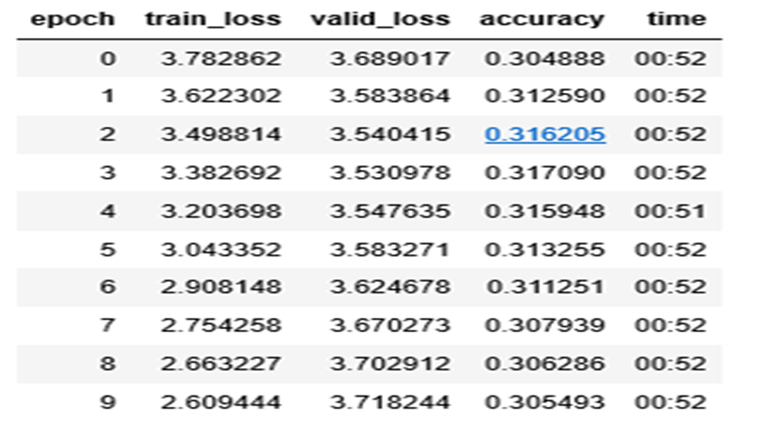 epoch train_loss valid_loss accuracy time
0 3.782862 3.689017 0.304888 00:52
1 3.622302 3.583864 0.312590 00:52
2 3.498814 3.540415 0.316205 00:52
3 3.382692 3.530978 0.317090 00:52
4 3.203698 3.547635 0.315948 00:51
5 3.043352 3.583271 0.313255 00:52
6 2.908148 3.624678 0.311251 00:52
7 2.754258 3.670273 0.307939 00:52
8 2.663227 3.702912 0.306286 00:52
9 2.609444 3.718244 0.305493 00:52